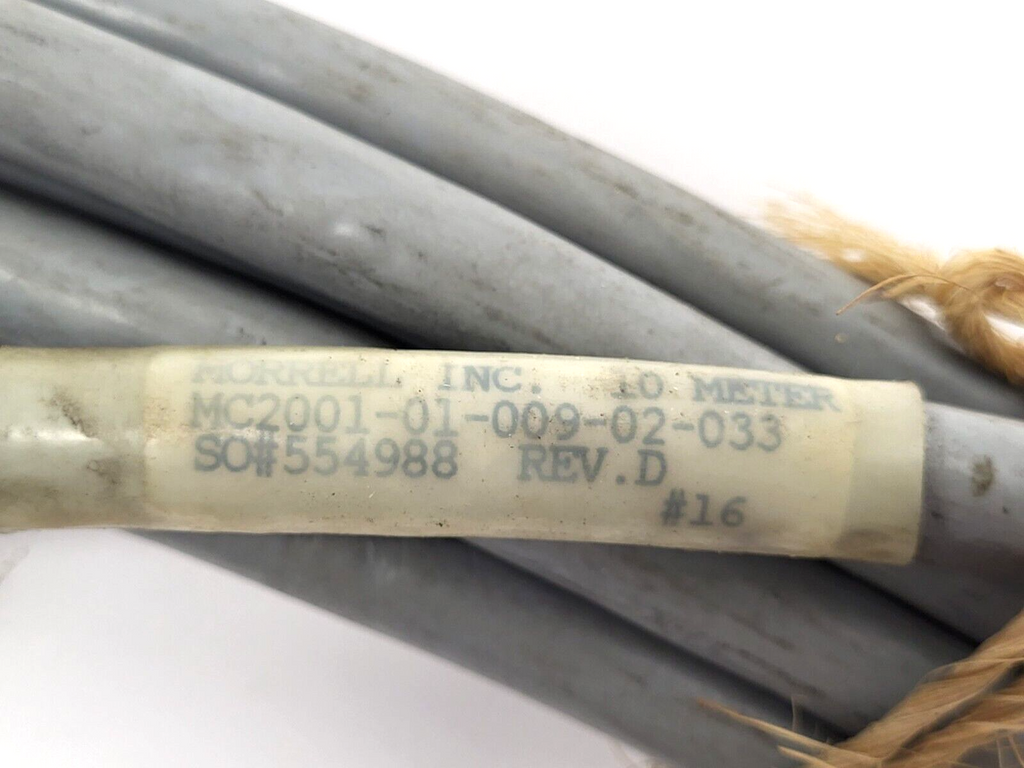 MORRELL INC. 10 METER
MC2001-01-009-02-033
SO#554988 REV.D
#16